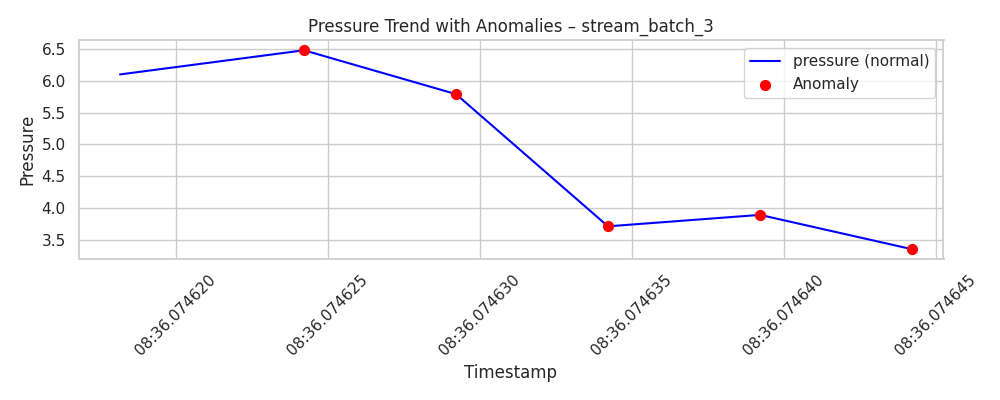 Pressure Trend with Anomalies – stream_batch_3
pressure (normal)
Anomaly
Pressure
6.5
6.0
5.5
5.0
4.5
4.0
3.5
08:36.074620
08:36.074625
08:36.074630
08:36.074635
08:36.074640
08:36.074645
Timestamp